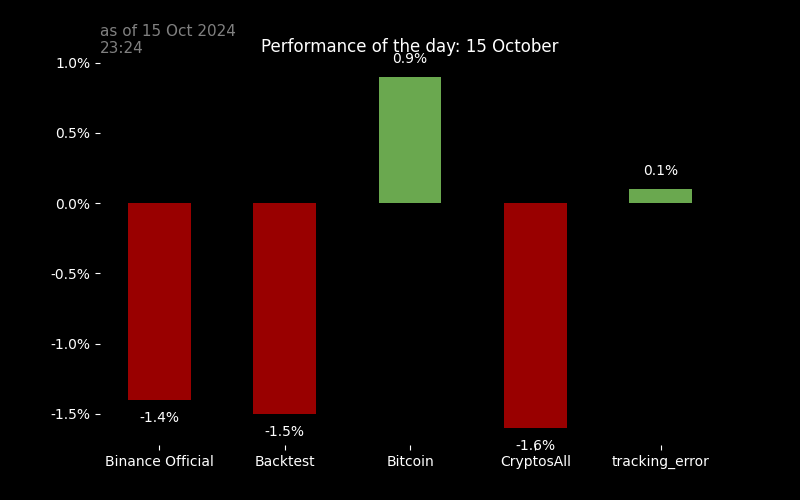 as of 15 Oct 2024
23:24
Performance of the day: 15 October
1.0%
0.5%
0.0%
-0.5%
-1.0%
-1.5%
0.9%
0.1%
-1.4%
-1.5%
-1.6%
Binance Official
Backtest
Bitcoin
CryptosAll
tracking_error